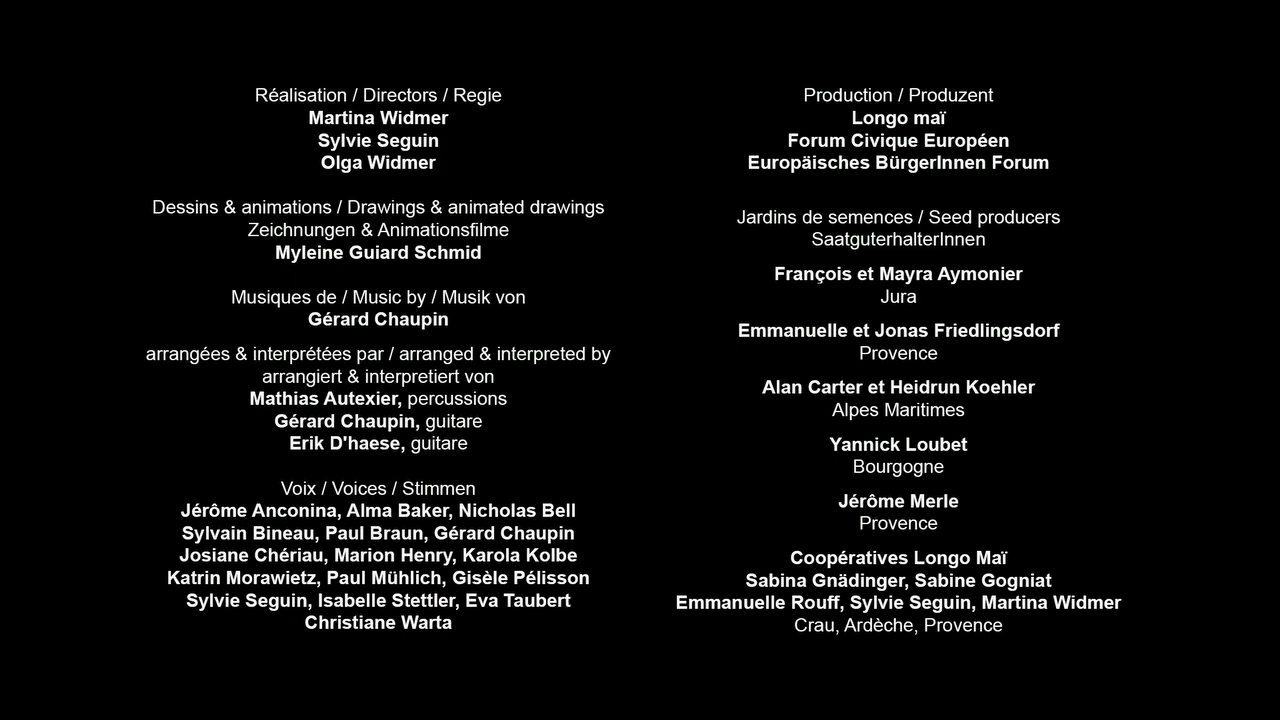 Réalisation / Directors / Regie
Martina Widmer
Sylvie Seguin
Olga Widmer
Dessins & animations / Drawings & animated drawings
Zeichnungen & Animationsfilme
Myleine Guiard Schmid
Musiques de / Music by / Musik von
Gérard Chaupin
arrangées & interprétées par / arranged & interpreted by
arrangiert & interpretiert von
Mathias Autexier, percussions
Gérard Chaupin, guitare
Erik D'haese, guitare
Voix / Voices / Stimmen
Jérôme Anconina, Alma Baker, Nicholas Bell
Sylvain Bineau, Paul Braun, Gérard Chaupin
Josiane Chériau, Marion Henry, Karola Kolbe
Katrin Morawietz, Paul Mühlich, Gisèle Pélisson
Sylvie Seguin, Isabelle Stettler, Eva Taubert
Christiane Warta
Production / Produzent
Longo maï
Forum Civique Européen
Europäisches BürgerInnen Forum
Jardins de semences / Seed producers
SaatguterhalterInnen
François et Mayra Aymonier
Jura
Emmanuelle et Jonas Friedlingsdorf
Provence
Alan Carter et Heidrun Koehler
Alpes Maritimes
Yannick Loubet
Bourgogne
Jérôme Merle
Provence
Coopératives Longo Maï
Sabina Gnädinger, Sabine Gogniat
Emmanuelle Rouff, Sylvie Seguin, Martina Widmer
Crau, Ardèche, Provence